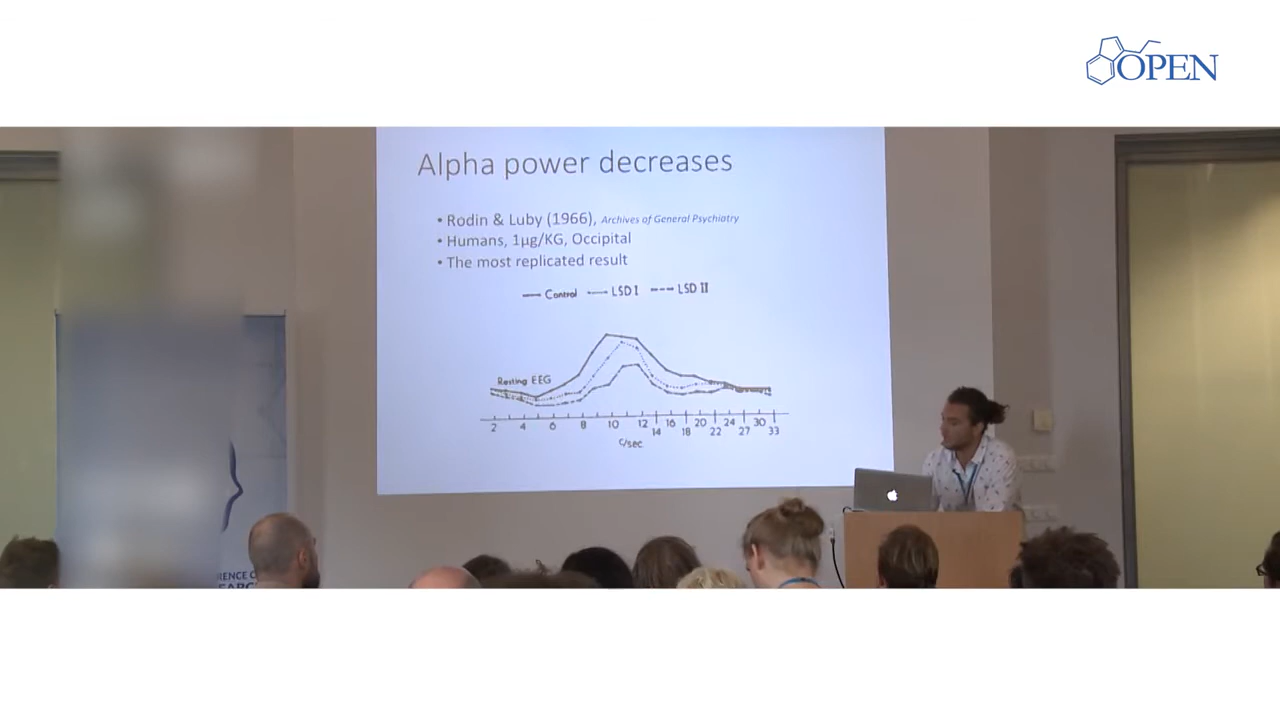 OPEN
Alpha power decreases
• Rodin & Luby (1966), Archives of General Psychiatry
• Humans, 1µg/KG, Occipital
• The most replicated result
Control LSD I LSD II
Resting EEG
2 4 6 8 10 12 14 16 18 20 22 24 27 30 33
c/sec